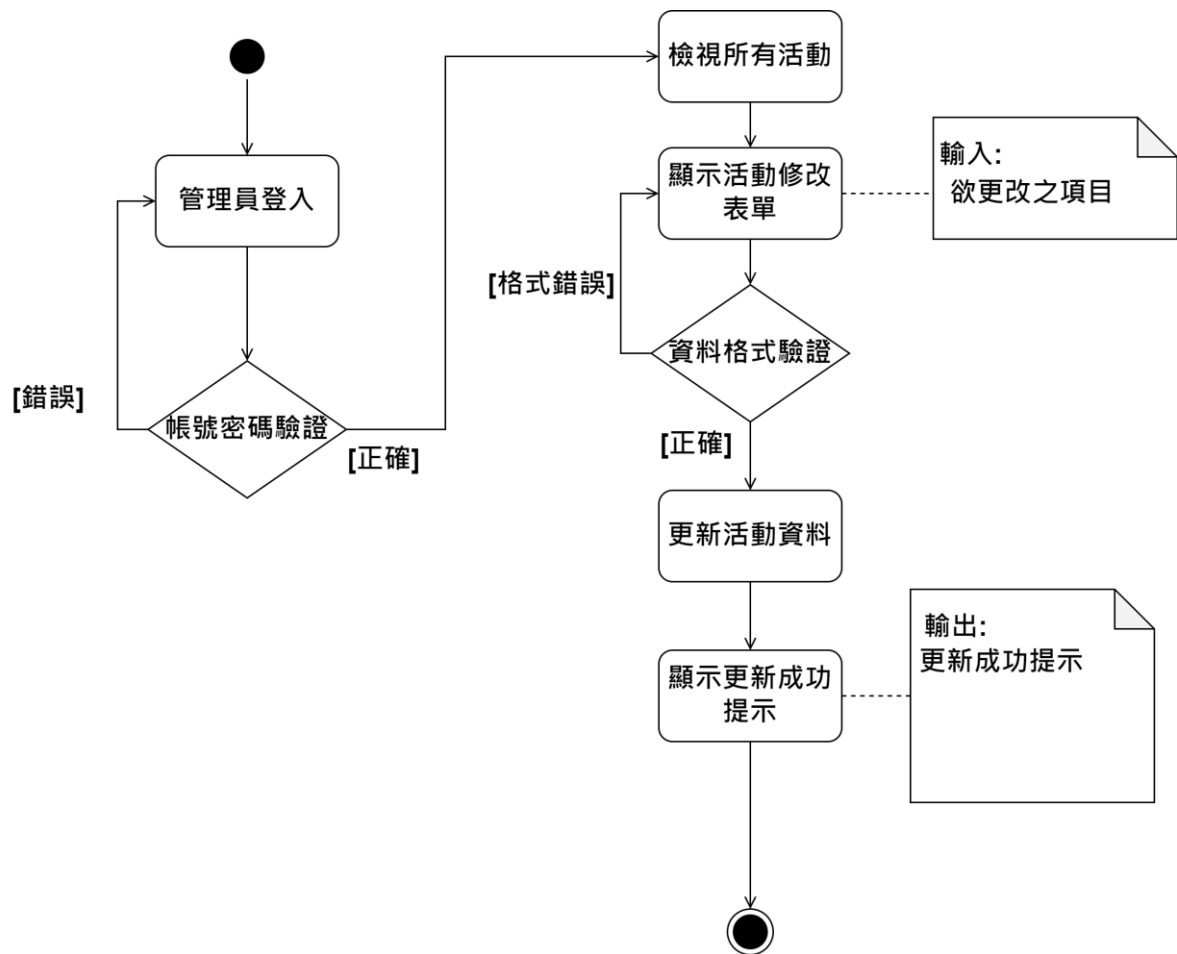 管理員登入
[錯誤]
帳號密碼驗證
[正確]
檢視所有活動
顯示活動修改
表單
輸入:
欲更改之項目
[格式錯誤]
資料格式驗證
[正確]
更新活動資料
顯示更新成功
提示
輸出:
更新成功提示